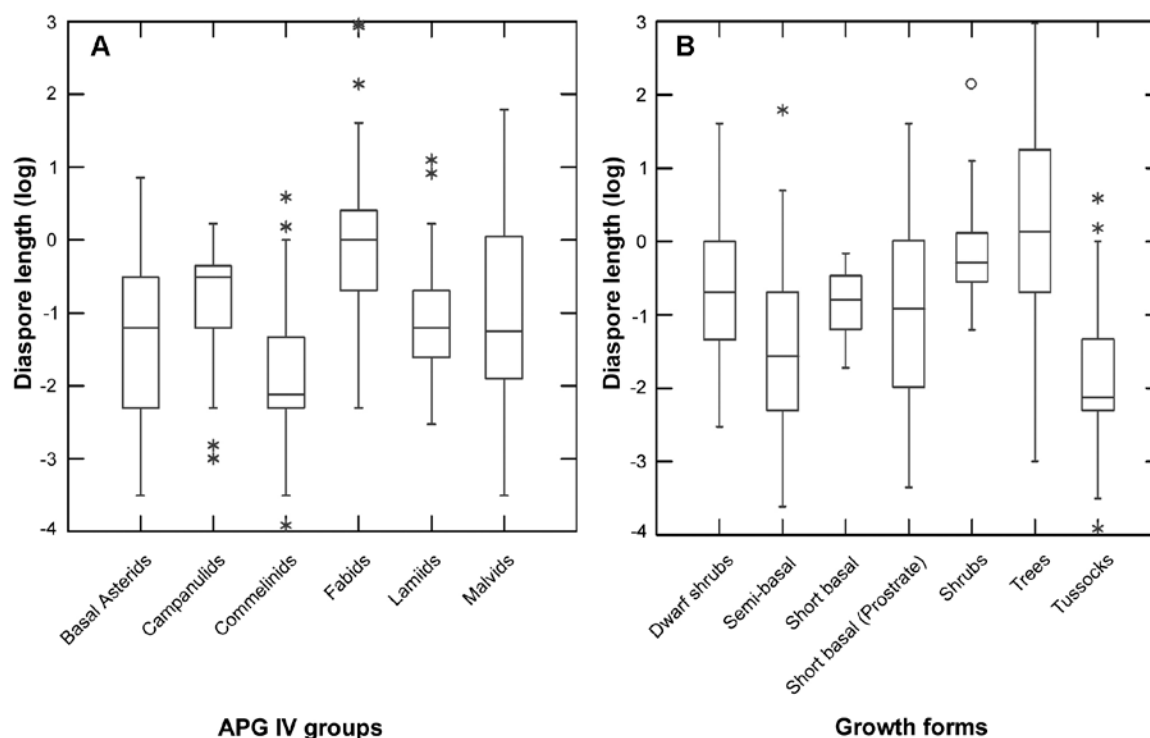 A
Diaspore length (log)
3
2
1
0
-1
-2
-3
-4
Basal Asterids
Campanulids
Commelinids
Fabids
Lamiids
Malvids
APG IV groups
B
Diaspore length (log)
3
2
1
0
-1
-2
-3
-4
Dwarf shrubs
Semi-basal
Short basal
Short basal (Prostrate)
Shrubs
Trees
Tussocks
Growth forms